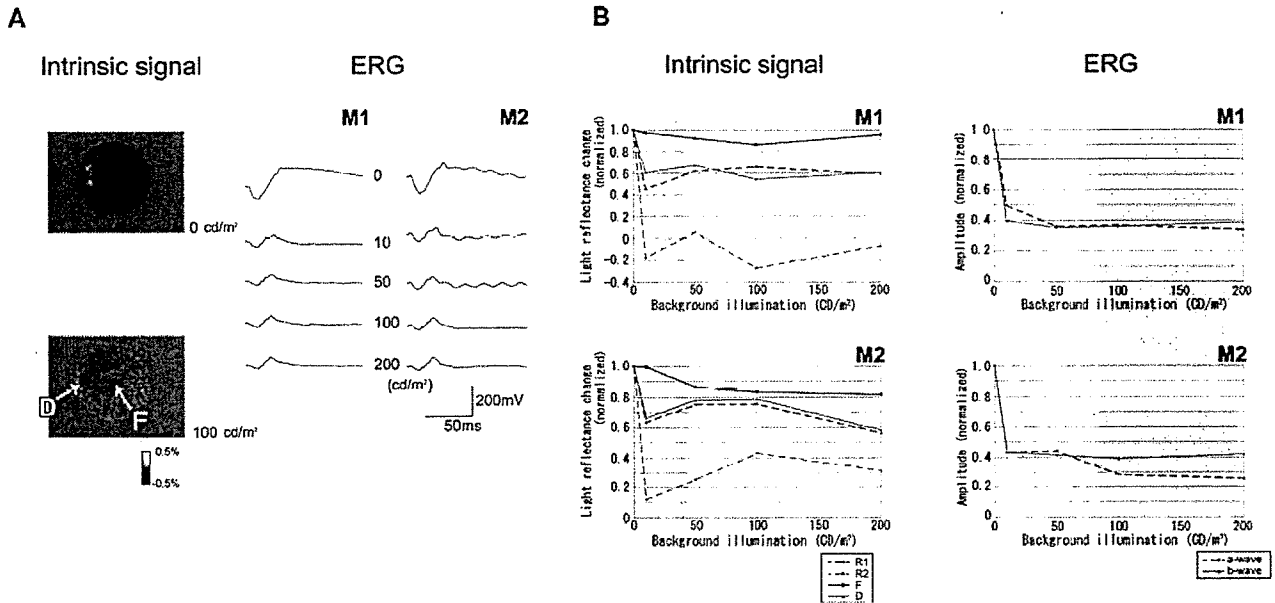 A
Intrinsic signal
ERG
M1
M2
0 cd/m²
0
10
50
100
200
(cd/m²)
D
F
100 cd/m²
0.5%
-0.5%
200mV
50ms
B
Intrinsic signal
ERG
M1
Light reflectance change (normalized)
1.0
0.8
0.6
0.4
0.2
0
-0.2
-0.4
0
50
100
150
200
Background illumination (CD/m²)
M1
Amplitude (normalized)
1.0
0.8
0.6
0.4
0.2
0
0
50
100
150
200
Background illumination (CD/m²)
M2
Light reflectance change (normalized)
1.0
0.8
0.6
0.4
0.2
0
0
50
100
150
200
Background illumination (CD/m²)
R1
R2
F
D
M2
Amplitude (normalized)
1.0
0.8
0.6
0.4
0.2
0
0
50
100
150
200
Background illumination (CD/m²)
a-wave
b-wave